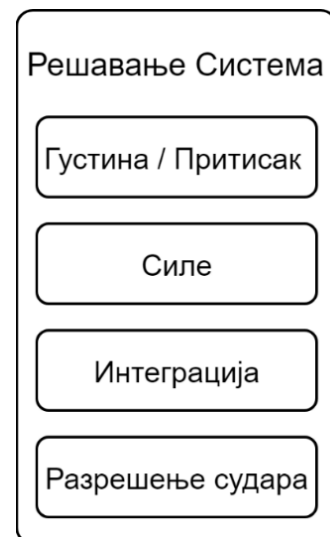 Решавање Система
Густина / Притисак
Силе
Интеграција
Разрешење судара